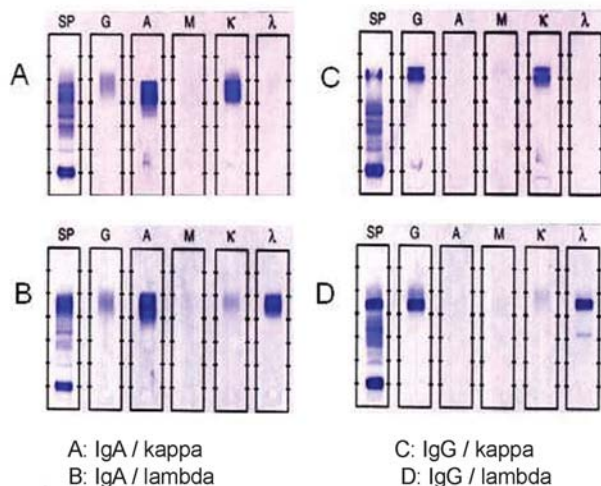 SP G A M κ λ
A
SP G A M κ λ
C
SP G A M κ λ
B
SP G A M κ λ
D
A: IgA / kappa
B: IgA / lambda
C: IgG / kappa
D: IgG / lambda